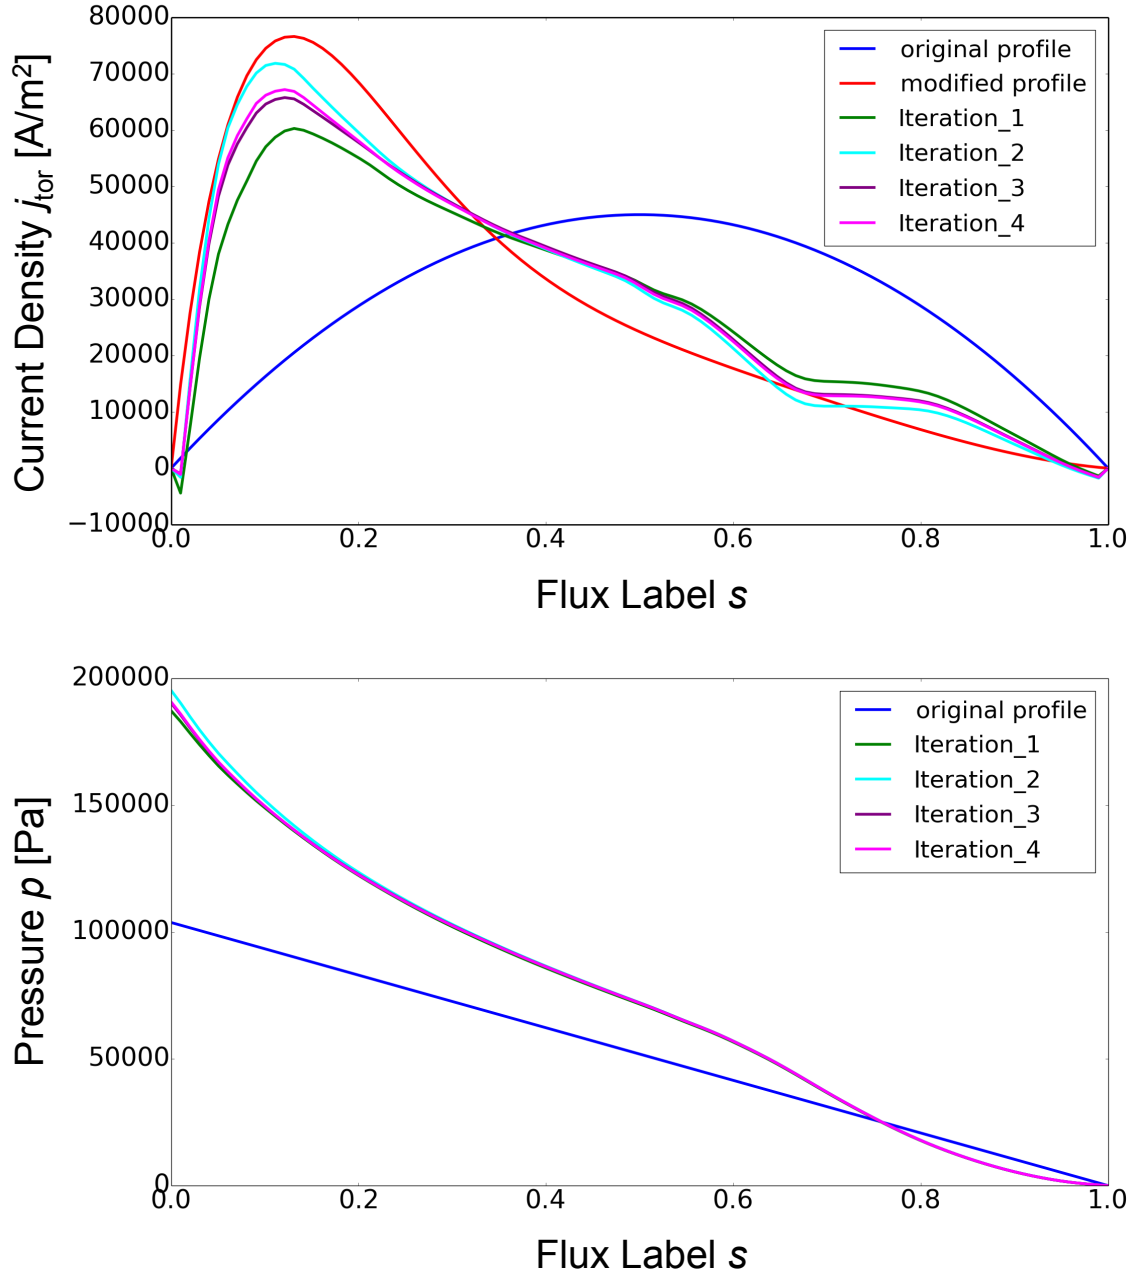 80000
70000
60000
50000
40000
30000
20000
10000
0
−10000
0.0 0.2 0.4 0.6 0.8 1.0
Current Density jtor [A/m²]
Flux Label s
original profile
modified profile
Iteration_1
Iteration_2
Iteration_3
Iteration_4
200000
150000
100000
50000
0
0.0 0.2 0.4 0.6 0.8 1.0
Pressure p [Pa]
Flux Label s
original profile
Iteration_1
Iteration_2
Iteration_3
Iteration_4